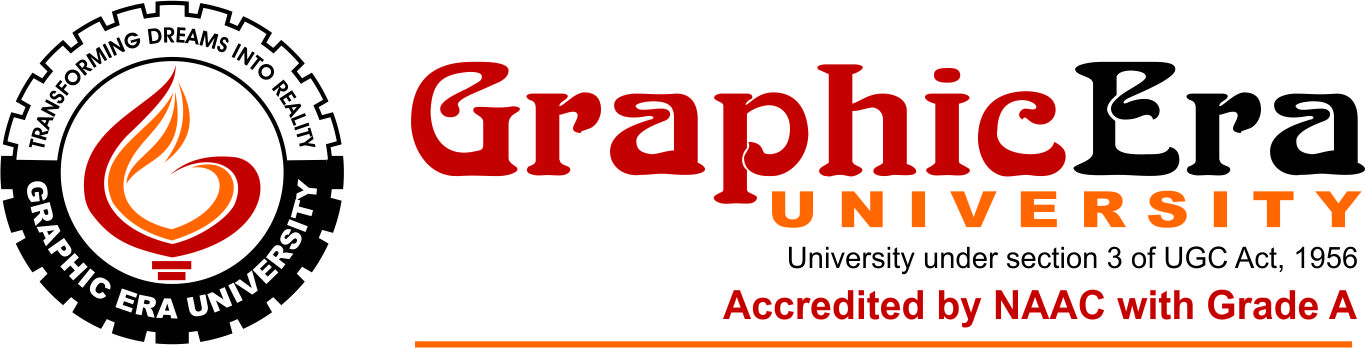 TRANSFORMING DREAMS INTO REALITY
GRAPHIC ERA UNIVERSITY
GraphicEra
UNIVERSITY
University under section 3 of UGC Act, 1956
Accredited by NAAC with Grade A